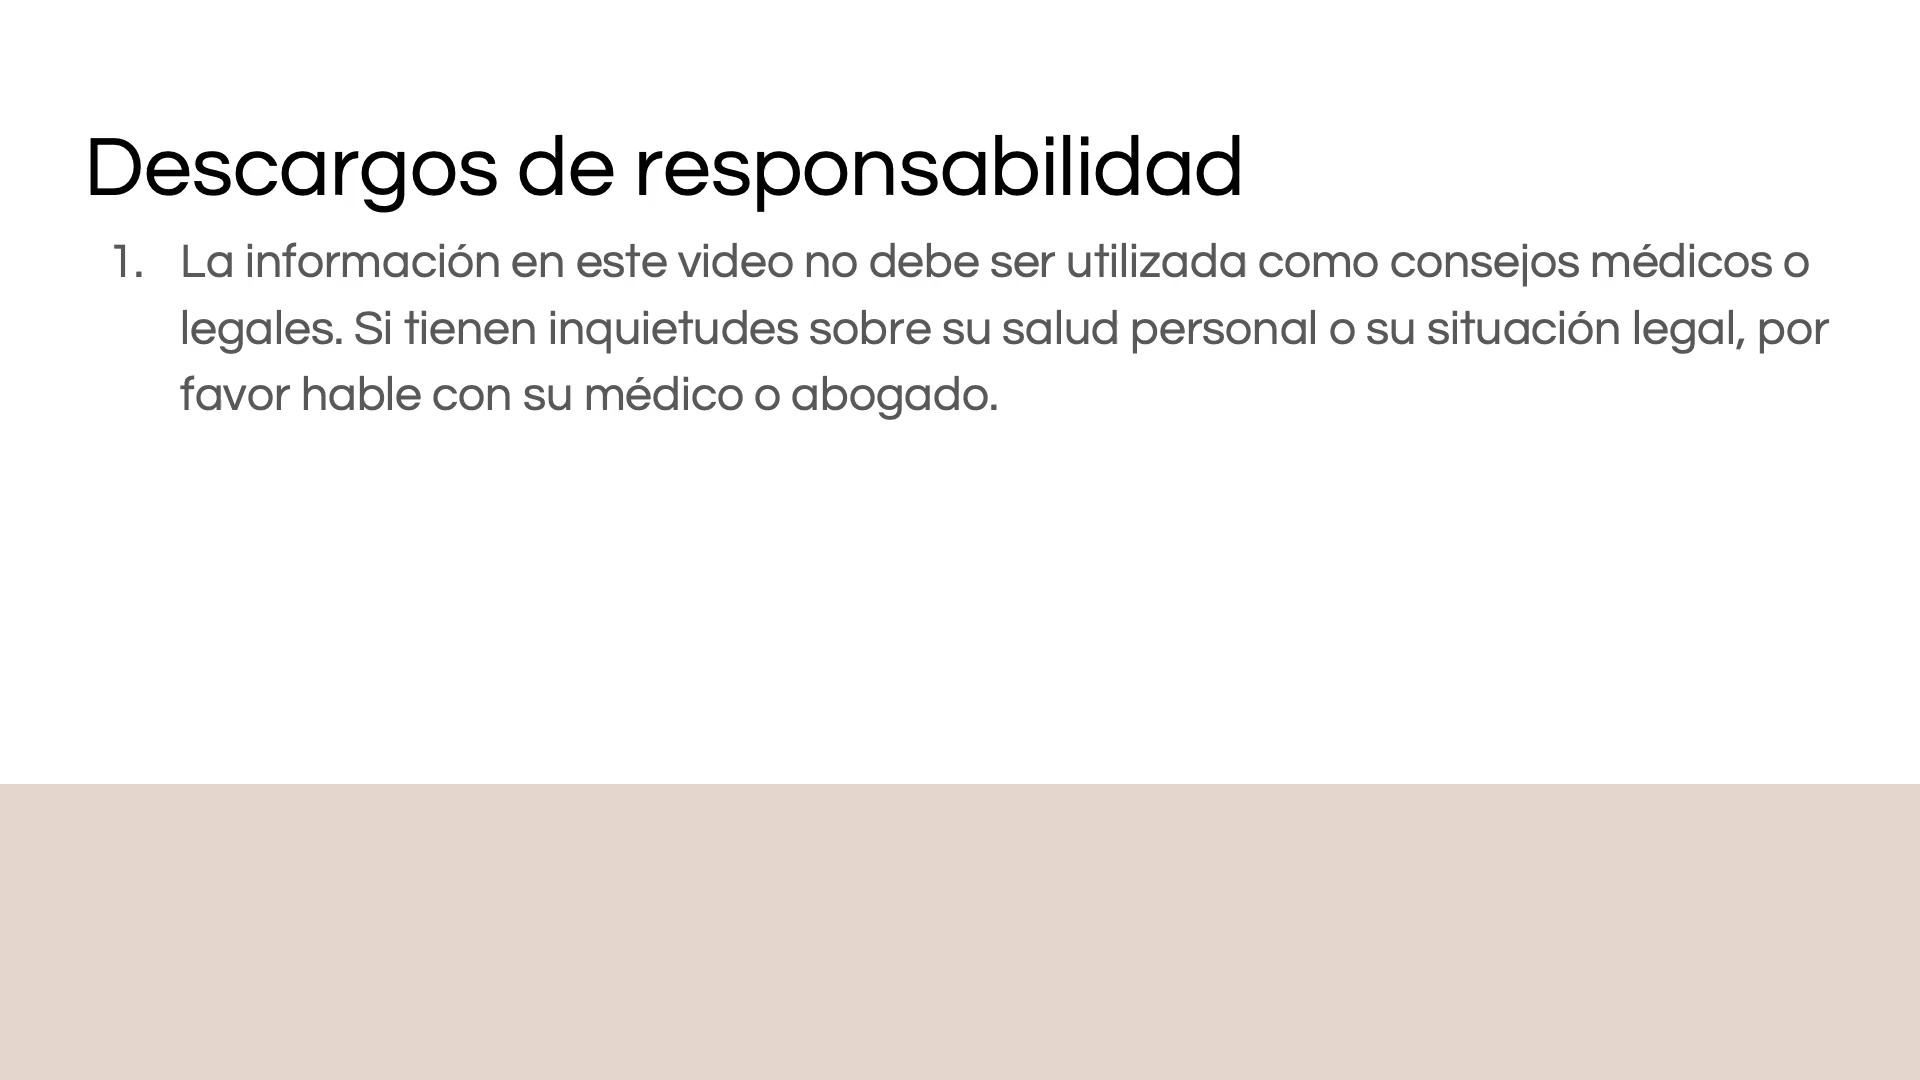 Descargos de responsabilidad
1. La información en este video no debe ser utilizada como consejos médicos o
legales. Si tienen inquietudes sobre su salud personal o su situación legal, por
favor hable con su médico o abogado.